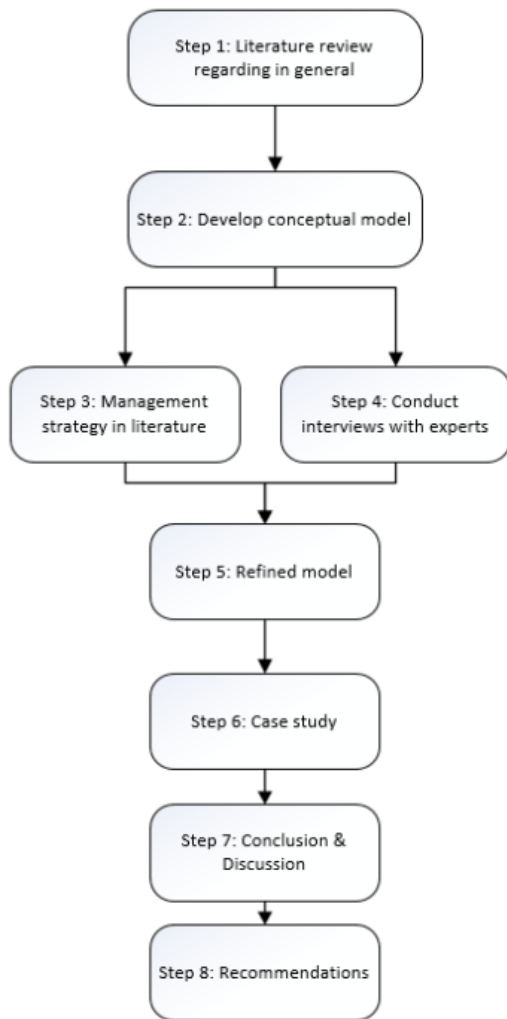 Step 1: Literature review
regarding in general
Step 2: Develop conceptual model
Step 3: Management
strategy in literature
Step 4: Conduct
interviews with experts
Step 5: Refined model
Step 6: Case study
Step 7: Conclusion &
Discussion
Step 8: Recommendations